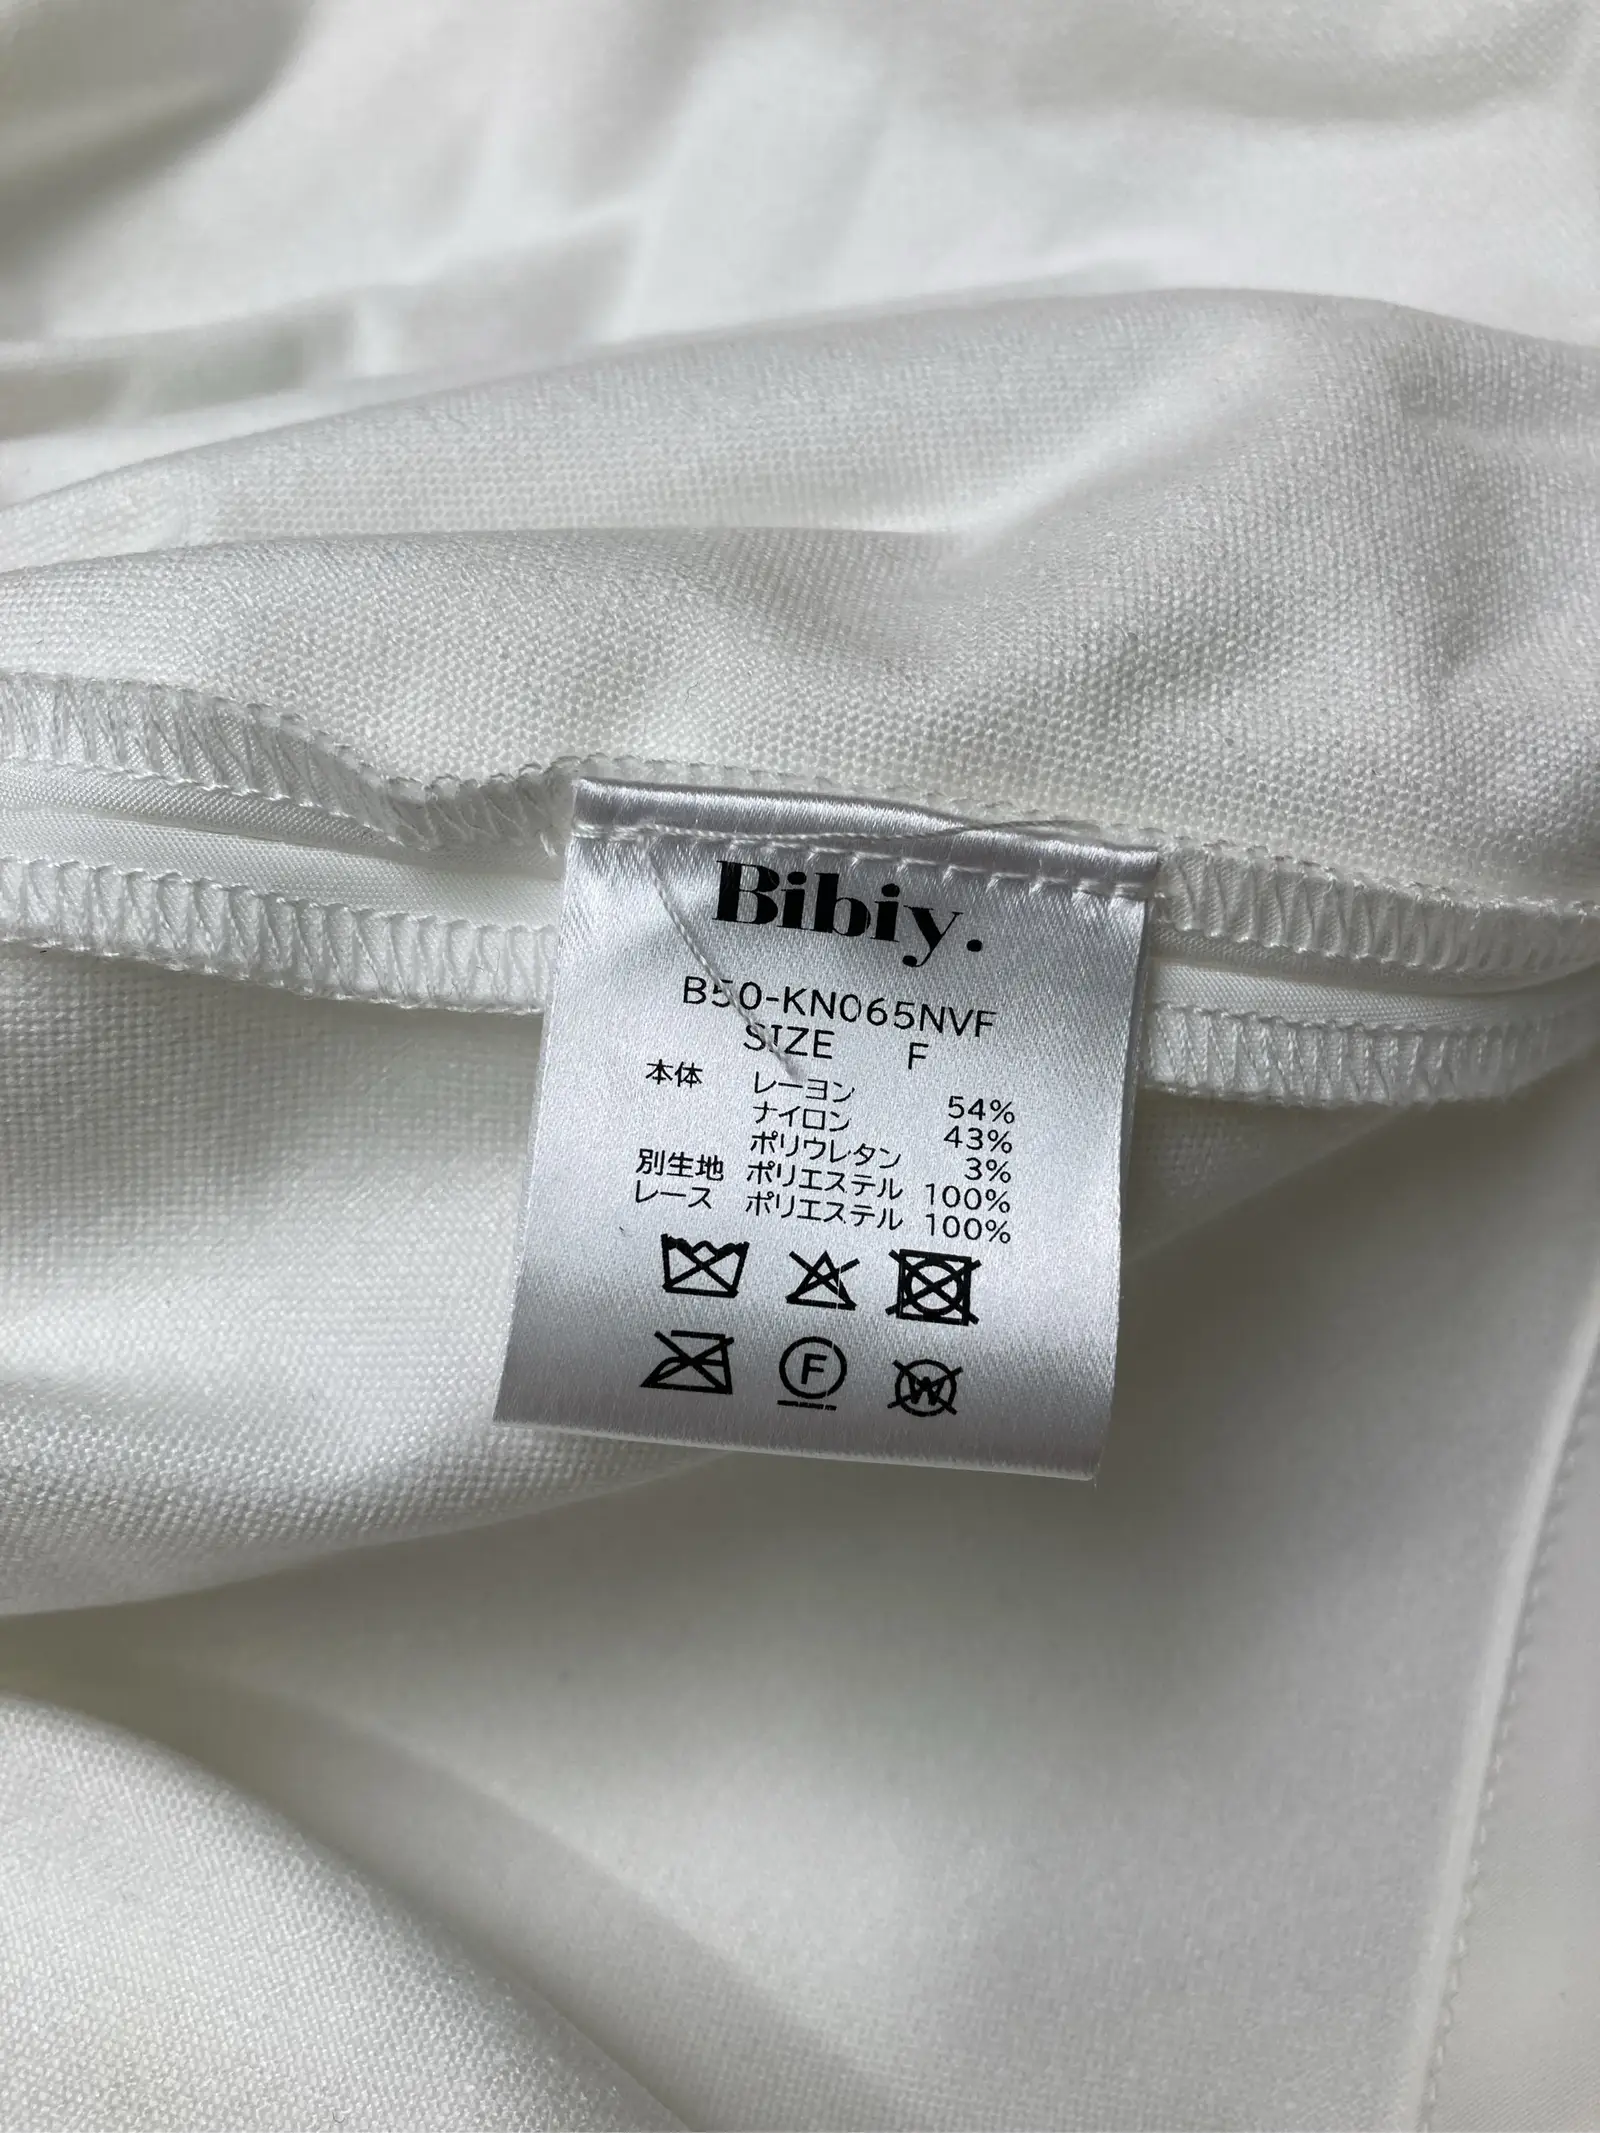 Bibiy.
B50-KN065NVF
SIZE F
本体 レーヨン 54%
ナイロン 43%
ポリウレタン 3%
別生地 ポリエステル 100%
レース ポリエステル 100%
F
W